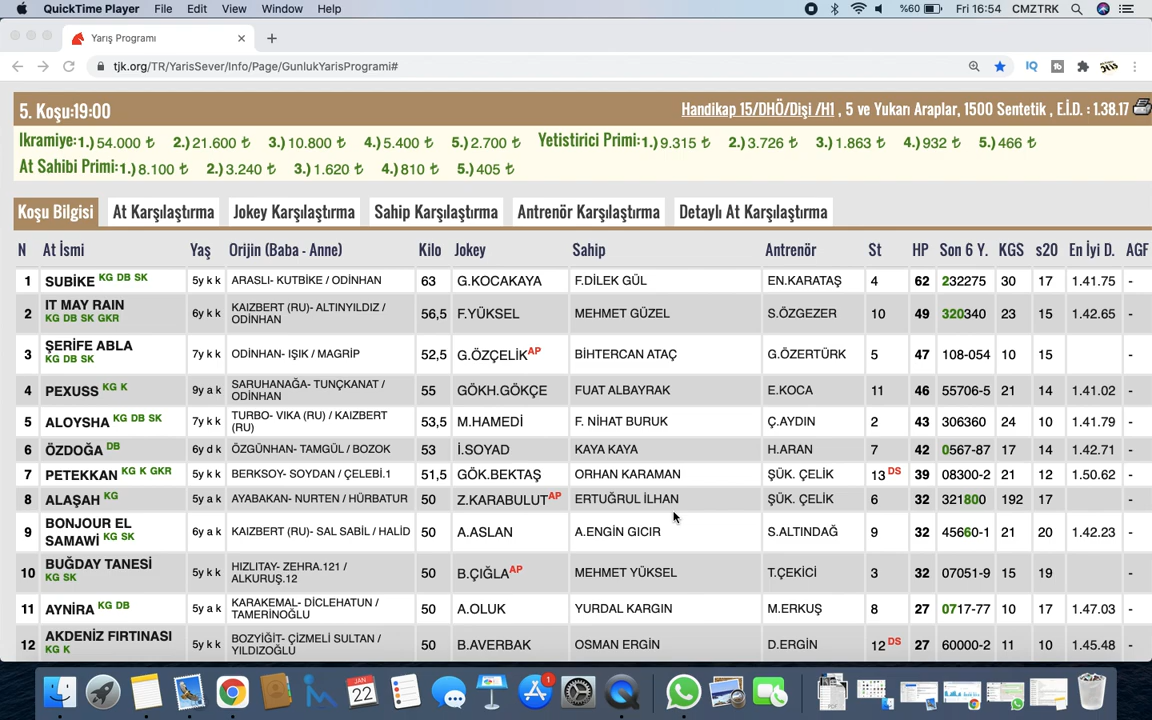 QuickTime Player File Edit View Window Help %60 Fri 16:54 CMZTRK
Yarış Programı
tjk.org/TR/YarisSever/Info/Page/GunlukYarisProgrami#
5. Koşu:19:00 Handikap 15/DHÖ/Dişi /H1 , 5 ve Yukarı Araplar, 1500 Sentetik , E.İ.D. : 1.38.17
Ikramiye: 1.) 54.000 ₺ 2.) 21.600 ₺ 3.) 10.800 ₺ 4.) 5.400 ₺ 5.) 2.700 ₺ Yetistirici Primi: 1.) 9.315 ₺ 2.) 3.726 ₺ 3.) 1.863 ₺ 4.) 932 ₺ 5.) 466 ₺
At Sahibi Primi: 1.) 8.100 ₺ 2.) 3.240 ₺ 3.) 1.620 ₺ 4.) 810 ₺ 5.) 405 ₺
Koşu Bilgisi At Karşılaştırma Jokey Karşılaştırma Sahip Karşılaştırma Antrenör Karşılaştırma Detaylı At Karşılaştırma
N At İsmi Yaş Orijin (Baba - Anne) Kilo Jokey Sahip Antrenör St HP Son 6 Y. KGS s20 En İyi D. AGF
1 SUBİKE KG DB SK 5y k k ARASLI- KUTBİKE / ODİNHAN 63 G.KOCAKAYA F.DİLEK GÜL EN.KARATAŞ 4 62 232275 30 17 1.41.75 -
2 IT MAY RAIN KG DB SK GKR 6y k k KAIZBERT (RU)- ALTINYILDIZ / ODİNHAN 56,5 F.YÜKSEL MEHMET GÜZEL S.ÖZGEZER 10 49 320340 23 15 1.42.65 -
3 ŞERİFE ABLA KG DB SK 7y k k ODİNHAN- IŞIK / MAGRİP 52,5 G.ÖZÇELİK AP BİHTERCAN ATAÇ G.ÖZERTÜRK 5 47 108-054 10 15 -
4 PEXUSS KG K 9y a k SARUHANAĞA- TUNÇKANAT / ODİNHAN 55 GÖKH.GÖKÇE FUAT ALBAYRAK E.KOCA 11 46 55706-5 21 14 1.41.02 -
5 ALOYSHA KG DB SK 7y k k TURBO- VIKA (RU) / KAIZBERT (RU) 53,5 M.HAMEDİ F. NİHAT BURUK Ç.AYDIN 2 43 306360 24 10 1.41.79 -
6 ÖZDOĞA DB 6y d k ÖZGÜNHAN- TAMGÜL / BOZOK 53 İ.SOYAD KAYA KAYA H.ARAN 7 42 0567-87 17 14 1.42.71 -
7 PETEKKAN KG K GKR 5y k k BERKSOY- SOYDAN / ÇELEBİ.1 51,5 GÖK.BEKTAŞ ORHAN KARAMAN ŞÜK. ÇELİK 13 DS 39 08300-2 21 12 1.50.62 -
8 ALAŞAH KG 5y a k AYABAKAN- NURTEN / HÜRBATUR 50 Z.KARABULUT AP ERTUĞRUL İLHAN ŞÜK. ÇELİK 6 32 321800 192 17 -
9 BONJOUR EL SAMAWİ KG SK 6y a k KAIZBERT (RU)- SAL SABİL / HALİD 50 A.ASLAN A.ENGİN GICIR S.ALTINDAĞ 9 32 45660-1 21 20 1.42.23 -
10 BUĞDAY TANESİ KG SK 5y k k HIZLITAY- ZEHRA.121 / ALKURUŞ.12 50 B.ÇIĞLA AP MEHMET YÜKSEL T.ÇEKİCİ 3 32 07051-9 15 19 -
11 AYNİRA KG DB 5y a k KARAKEMAL- DİCLEHATUN / TAMERİNOĞLU 50 A.OLUK YURDAL KARGIN M.ERKUŞ 8 27 0717-77 10 17 1.47.03 -
12 AKDENİZ FIRTINASI KG K 5y k k BOZYİĞİT- ÇİZMELİ SULTAN / YILDIZOĞLU 50 B.AVERBAK OSMAN ERGİN D.ERGİN 12 DS 27 60000-2 11 10 1.45.48 -
JAN 22
1